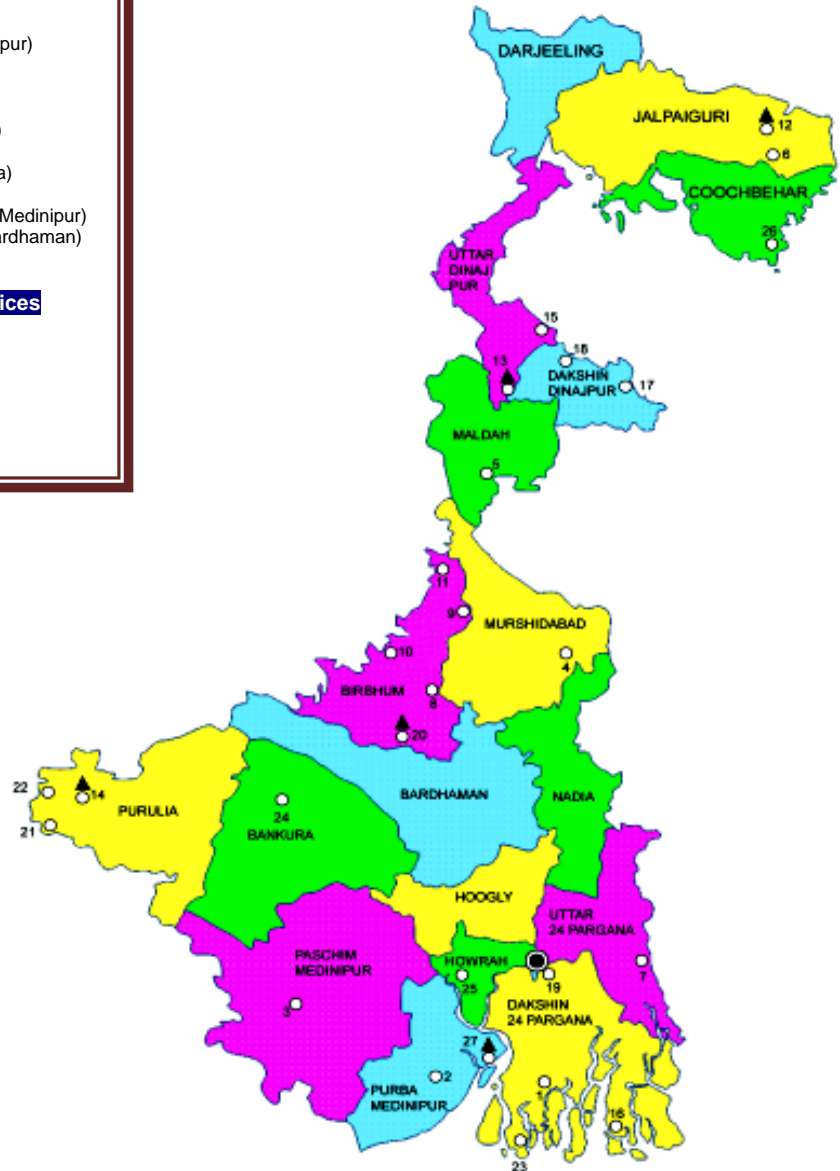 pur)
)
a)
Medinipur)
ardhaman)
ices
DARJEELING
JALPAIGURI
12
6
COOCHBEHAR
26
UTTAR
DINAJ
PUR
15
18
13
DAKSHIN
DINAJPUR
17
MALDAH
5
11
9
MURSHIDABAD
10
4
BIRBHUM
8
20
22
14
BARDHAMAN
NADIA
PURULIA
24
21
BANKURA
HOOGLY
UTTAR
24 PARGANA
PASCHIM
MEDINIPUR
HOWRAH
7
25
19
DAKSHIN
24 PARGANA
3
27
2
1
PURBA
MEDINIPUR
16
23